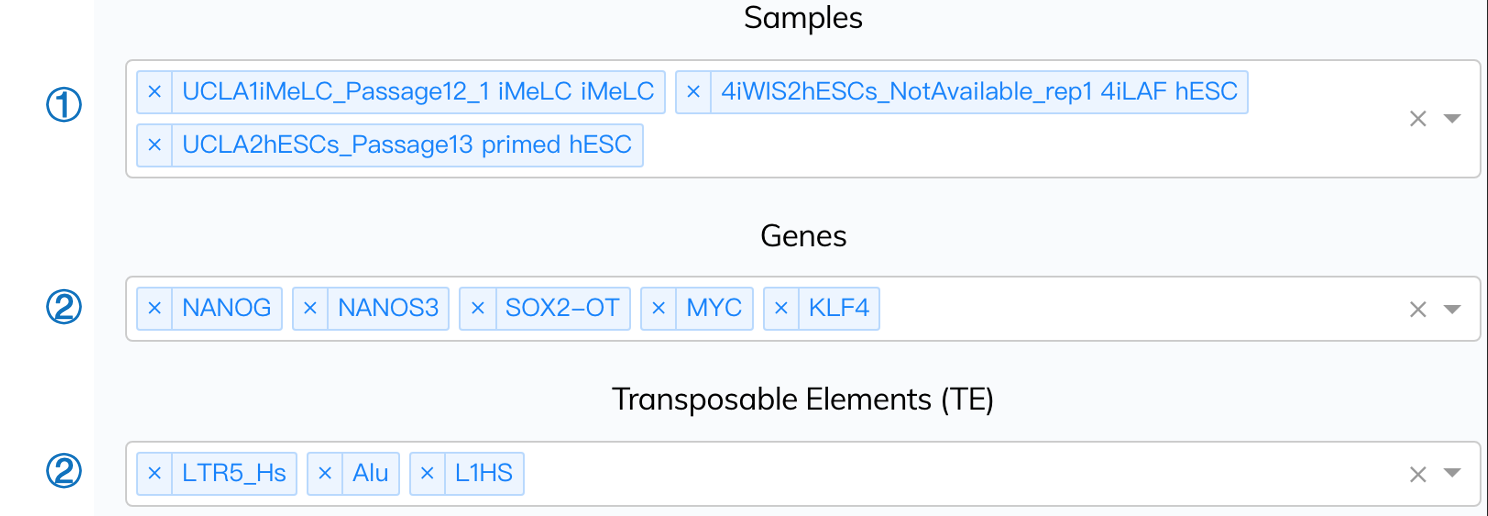 Samples
① × UCLA1iMeLC_Passage12_1 iMeLC iMeLC × 4iWIS2hESCs_NotAvailable_rep1 4iLAF hESC
× UCLA2hESCs_Passage13 primed hESC
Genes
② × NANOG × NANOS3 × SOX2-OT × MYC × KLF4
Transposable Elements (TE)
② × LTR5_Hs × Alu × L1HS